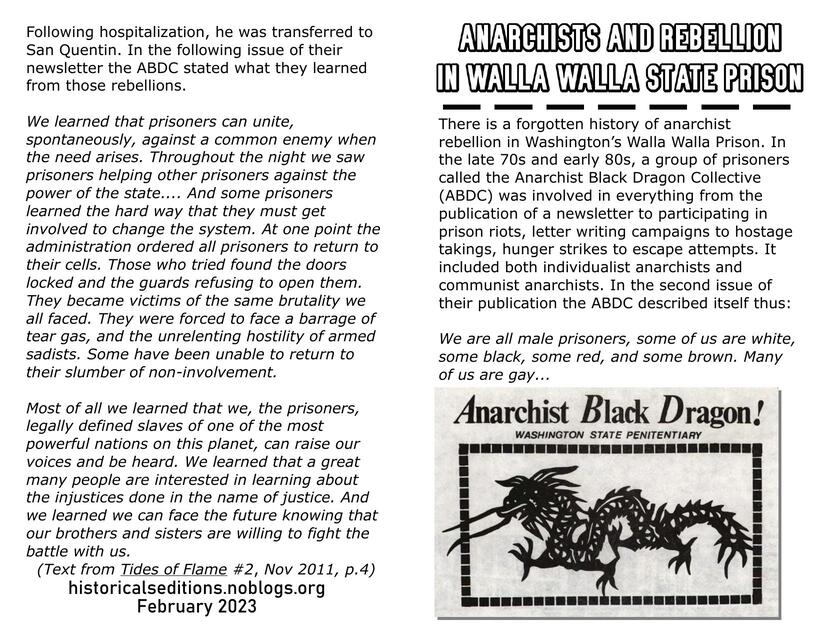 Following hospitalization, he was transferred to
San Quentin. In the following issue of their
newsletter the ABDC stated what they learned
from those rebellions.
We learned that prisoners can unite,
spontaneously, against a common enemy when
the need arises. Throughout the night we saw
prisoners helping other prisoners against the
power of the state.... And some prisoners
learned the hard way that they must get
involved to change the system. At one point the
administration ordered all prisoners to return to
their cells. Those who tried found the doors
locked and the guards refusing to open them.
They became victims of the same brutality we
all faced. They were forced to face a barrage of
tear gas, and the unrelenting hostility of armed
sadists. Some have been unable to return to
their slumber of non-involvement.
Most of all we learned that we, the prisoners,
legally defined slaves of one of the most
powerful nations on this planet, can raise our
voices and be heard. We learned that a great
many people are interested in learning about
the injustices done in the name of justice. And
we learned we can face the future knowing that
our brothers and sisters are willing to fight the
battle with us.
(Text from Tides of Flame #2, Nov 2011, p.4)
historicalseditions.noblogs.org
February 2023
ANARCHISTS AND REBELLION
IN WALLA WALLA STATE PRISON
There is a forgotten history of anarchist
rebellion in Washington's Walla Walla Prison. In
the late 70s and early 80s, a group of prisoners
called the Anarchist Black Dragon Collective
(ABDC) was involved in everything from the
publication of a newsletter to participating in
prison riots, letter writing campaigns to hostage
takings, hunger strikes to escape attempts. It
included both individualist anarchists and
communist anarchists. In the second issue of
their publication the ABDC described itself thus:
We are all male prisoners, some of us are white,
some black, some red, and some brown. Many
of us are gay...
Anarchist Black Dragon!
WASHINGTON STATE PENITENTIARY